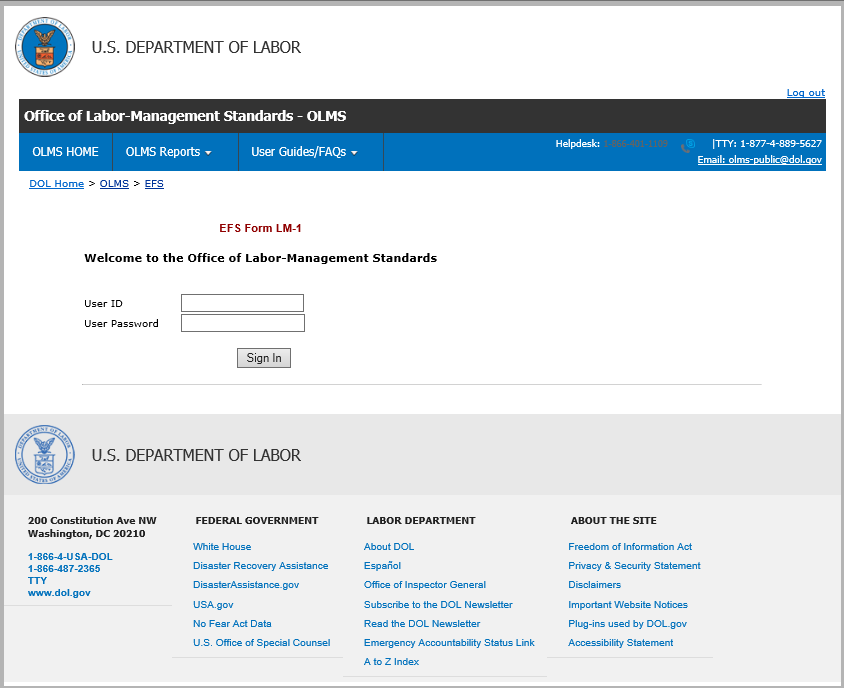 U.S. DEPARTMENT OF LABOR
Log out
Office of Labor-Management Standards - OLMS
OLMS HOME OLMS Reports User Guides/FAQs
Helpdesk: |TTY: 1-877-4-889-5627
Email: olms-public@dol.gov
DOL Home > OLMS > EFS
EFS Form LM-1
Welcome to the Office of Labor-Management Standards
User ID
User Password
Sign In
U.S. DEPARTMENT OF LABOR
200 Constitution Ave NW
Washington, DC 20210
1-866-4-USA-DOL
1-866-487-2365
TTY
www.dol.gov
FEDERAL GOVERNMENT
White House
Disaster Recovery Assistance
DisasterAssistance.gov
USA.gov
No Fear Act Data
U.S. Office of Special Counsel
LABOR DEPARTMENT
About DOL
Español
Office of Inspector General
Subscribe to the DOL Newsletter
Read the DOL Newsletter
Emergency Accountability Status Link
A to Z Index
ABOUT THE SITE
Freedom of Information Act
Privacy & Security Statement
Disclaimers
Important Website Notices
Plug-ins used by DOL.gov
Accessibility Statement